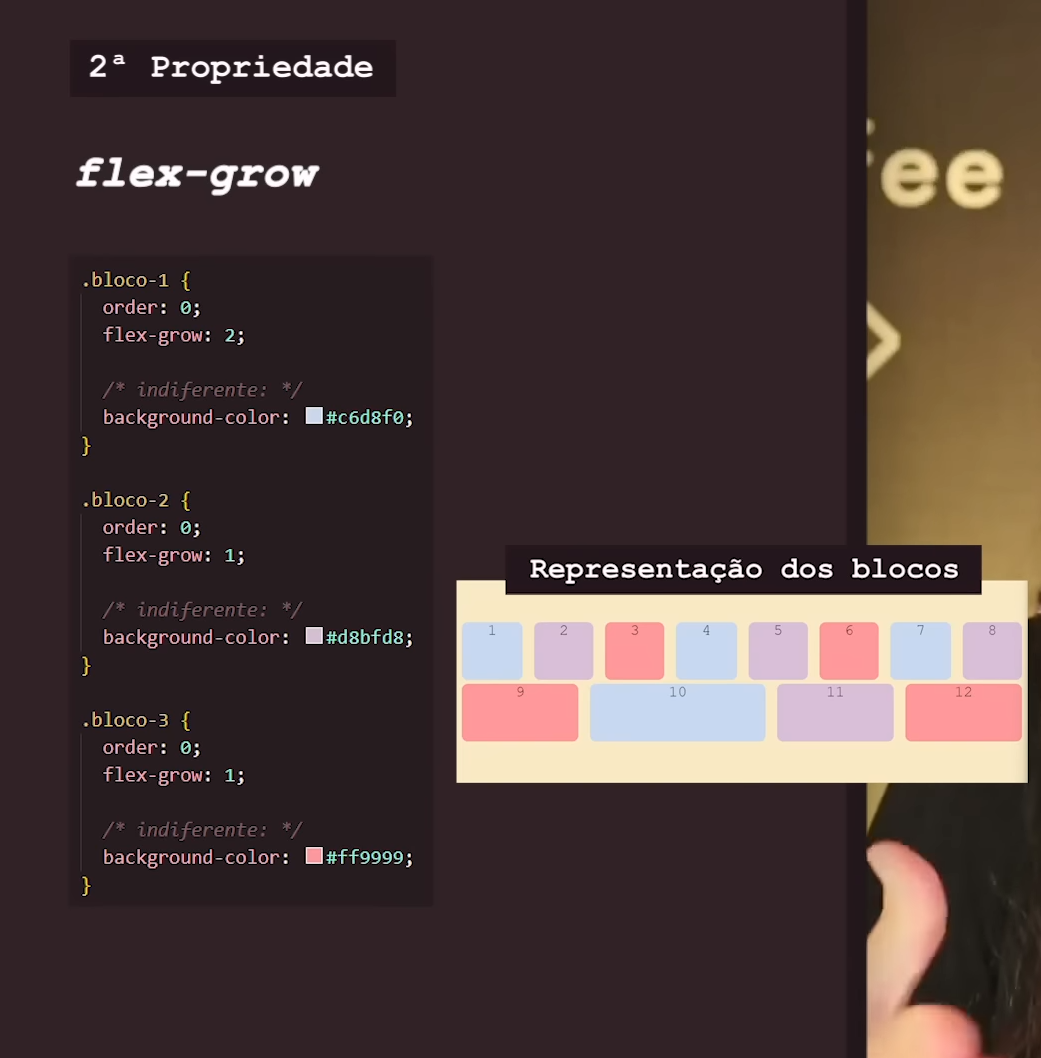 2ª Propriedade
flex-grow
.bloco-1 {
order: 0;
flex-grow: 2;
/* indiferente: */
background-color: #c6d8f0;
}
.bloco-2 {
order: 0;
flex-grow: 1;
/* indiferente: */
background-color: #d8bfd8;
}
.bloco-3 {
order: 0;
flex-grow: 1;
/* indiferente: */
background-color: #ff9999;
}
Representação dos blocos
1 2 3 4 5 6 7 8
9 10 11 12
ee
>